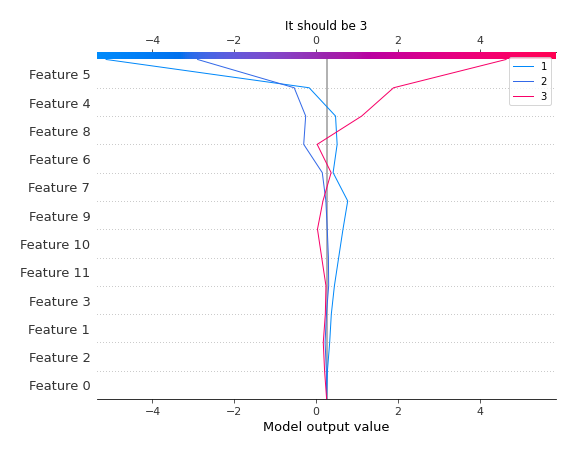 It should be 3
−4 −2 0 2 4
1
2
3
Feature 5
Feature 4
Feature 8
Feature 6
Feature 7
Feature 9
Feature 10
Feature 11
Feature 3
Feature 1
Feature 2
Feature 0
−4 −2 0 2 4
Model output value